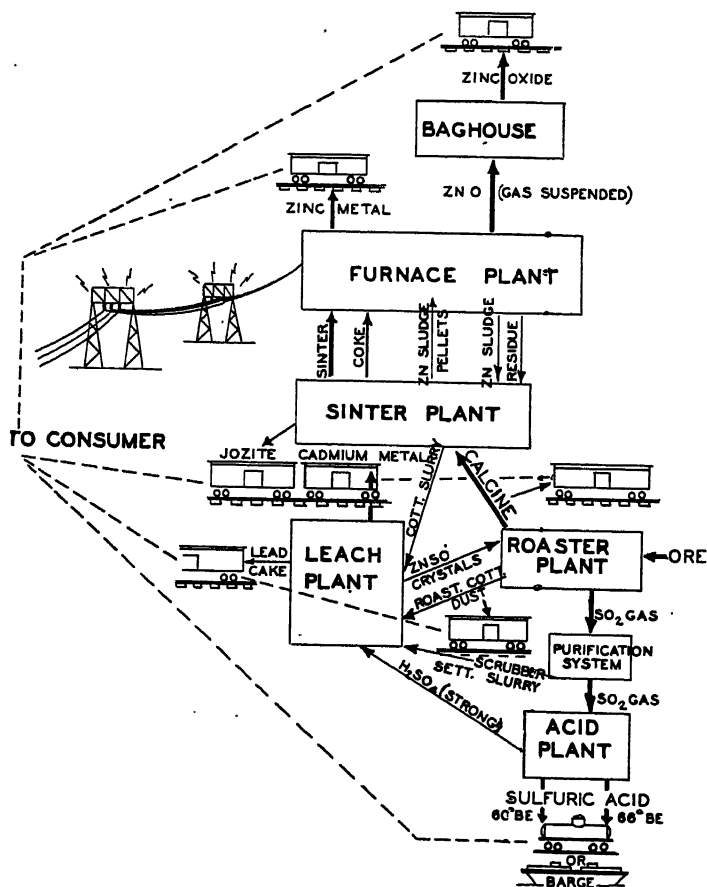 ZINC OXIDE
BAGHOUSE
ZN O (GAS SUSPENDED)
ZINC METAL
FURNACE PLANT
SINTER
COKE
ZN SLUDGE
PELLETS
ZN SLUDGE
RESIDUE
SINTER PLANT
TO CONSUMER
JOZITE
CADMIUM METAL
COTT. SLURRY
CALCINE
LEACH
PLANT
ROASTER
PLANT
ORE
LEAD
CAKE
ZNSO
CRYSTALS
ROAST. COTT.
DUST
SO2 GAS
PURIFICATION
SYSTEM
SCRUBBER
SETT. SLURRY
SO2 GAS
H2SO4 (STRONG)
ACID
PLANT
SULFURIC ACID
60°BE
66°BE
OR
BARGE